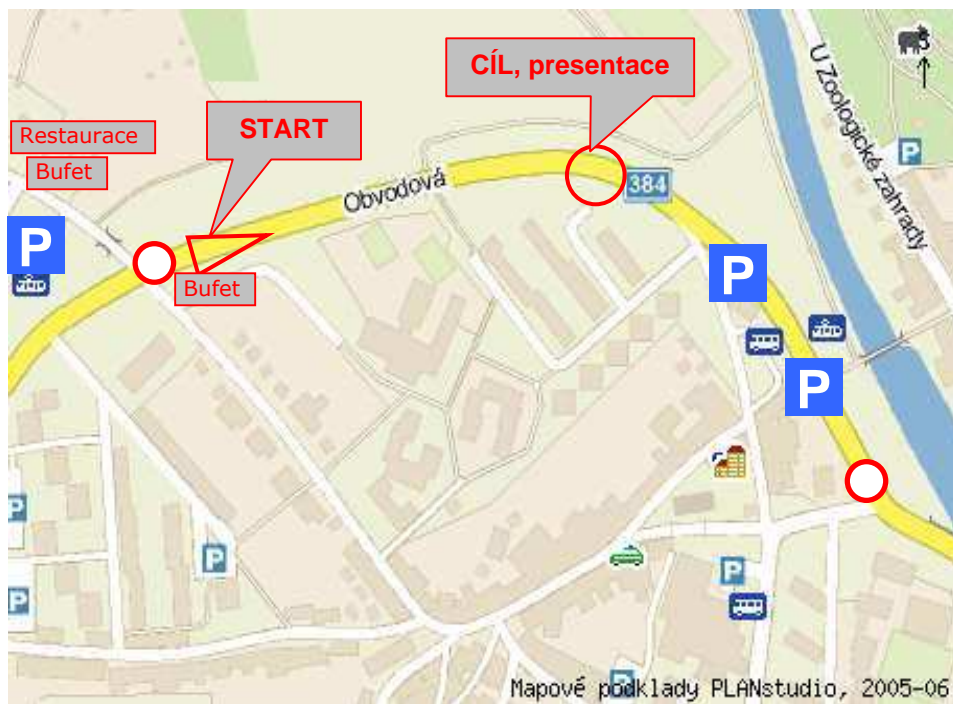 CÍL, presentace
START
Restaurace
Bufet
Obvodová
384
U Zoologické zahrady
P
P
Bufet
P
P
P
P
P
P
P
Mapové podklady PLANstudio, 2005-06